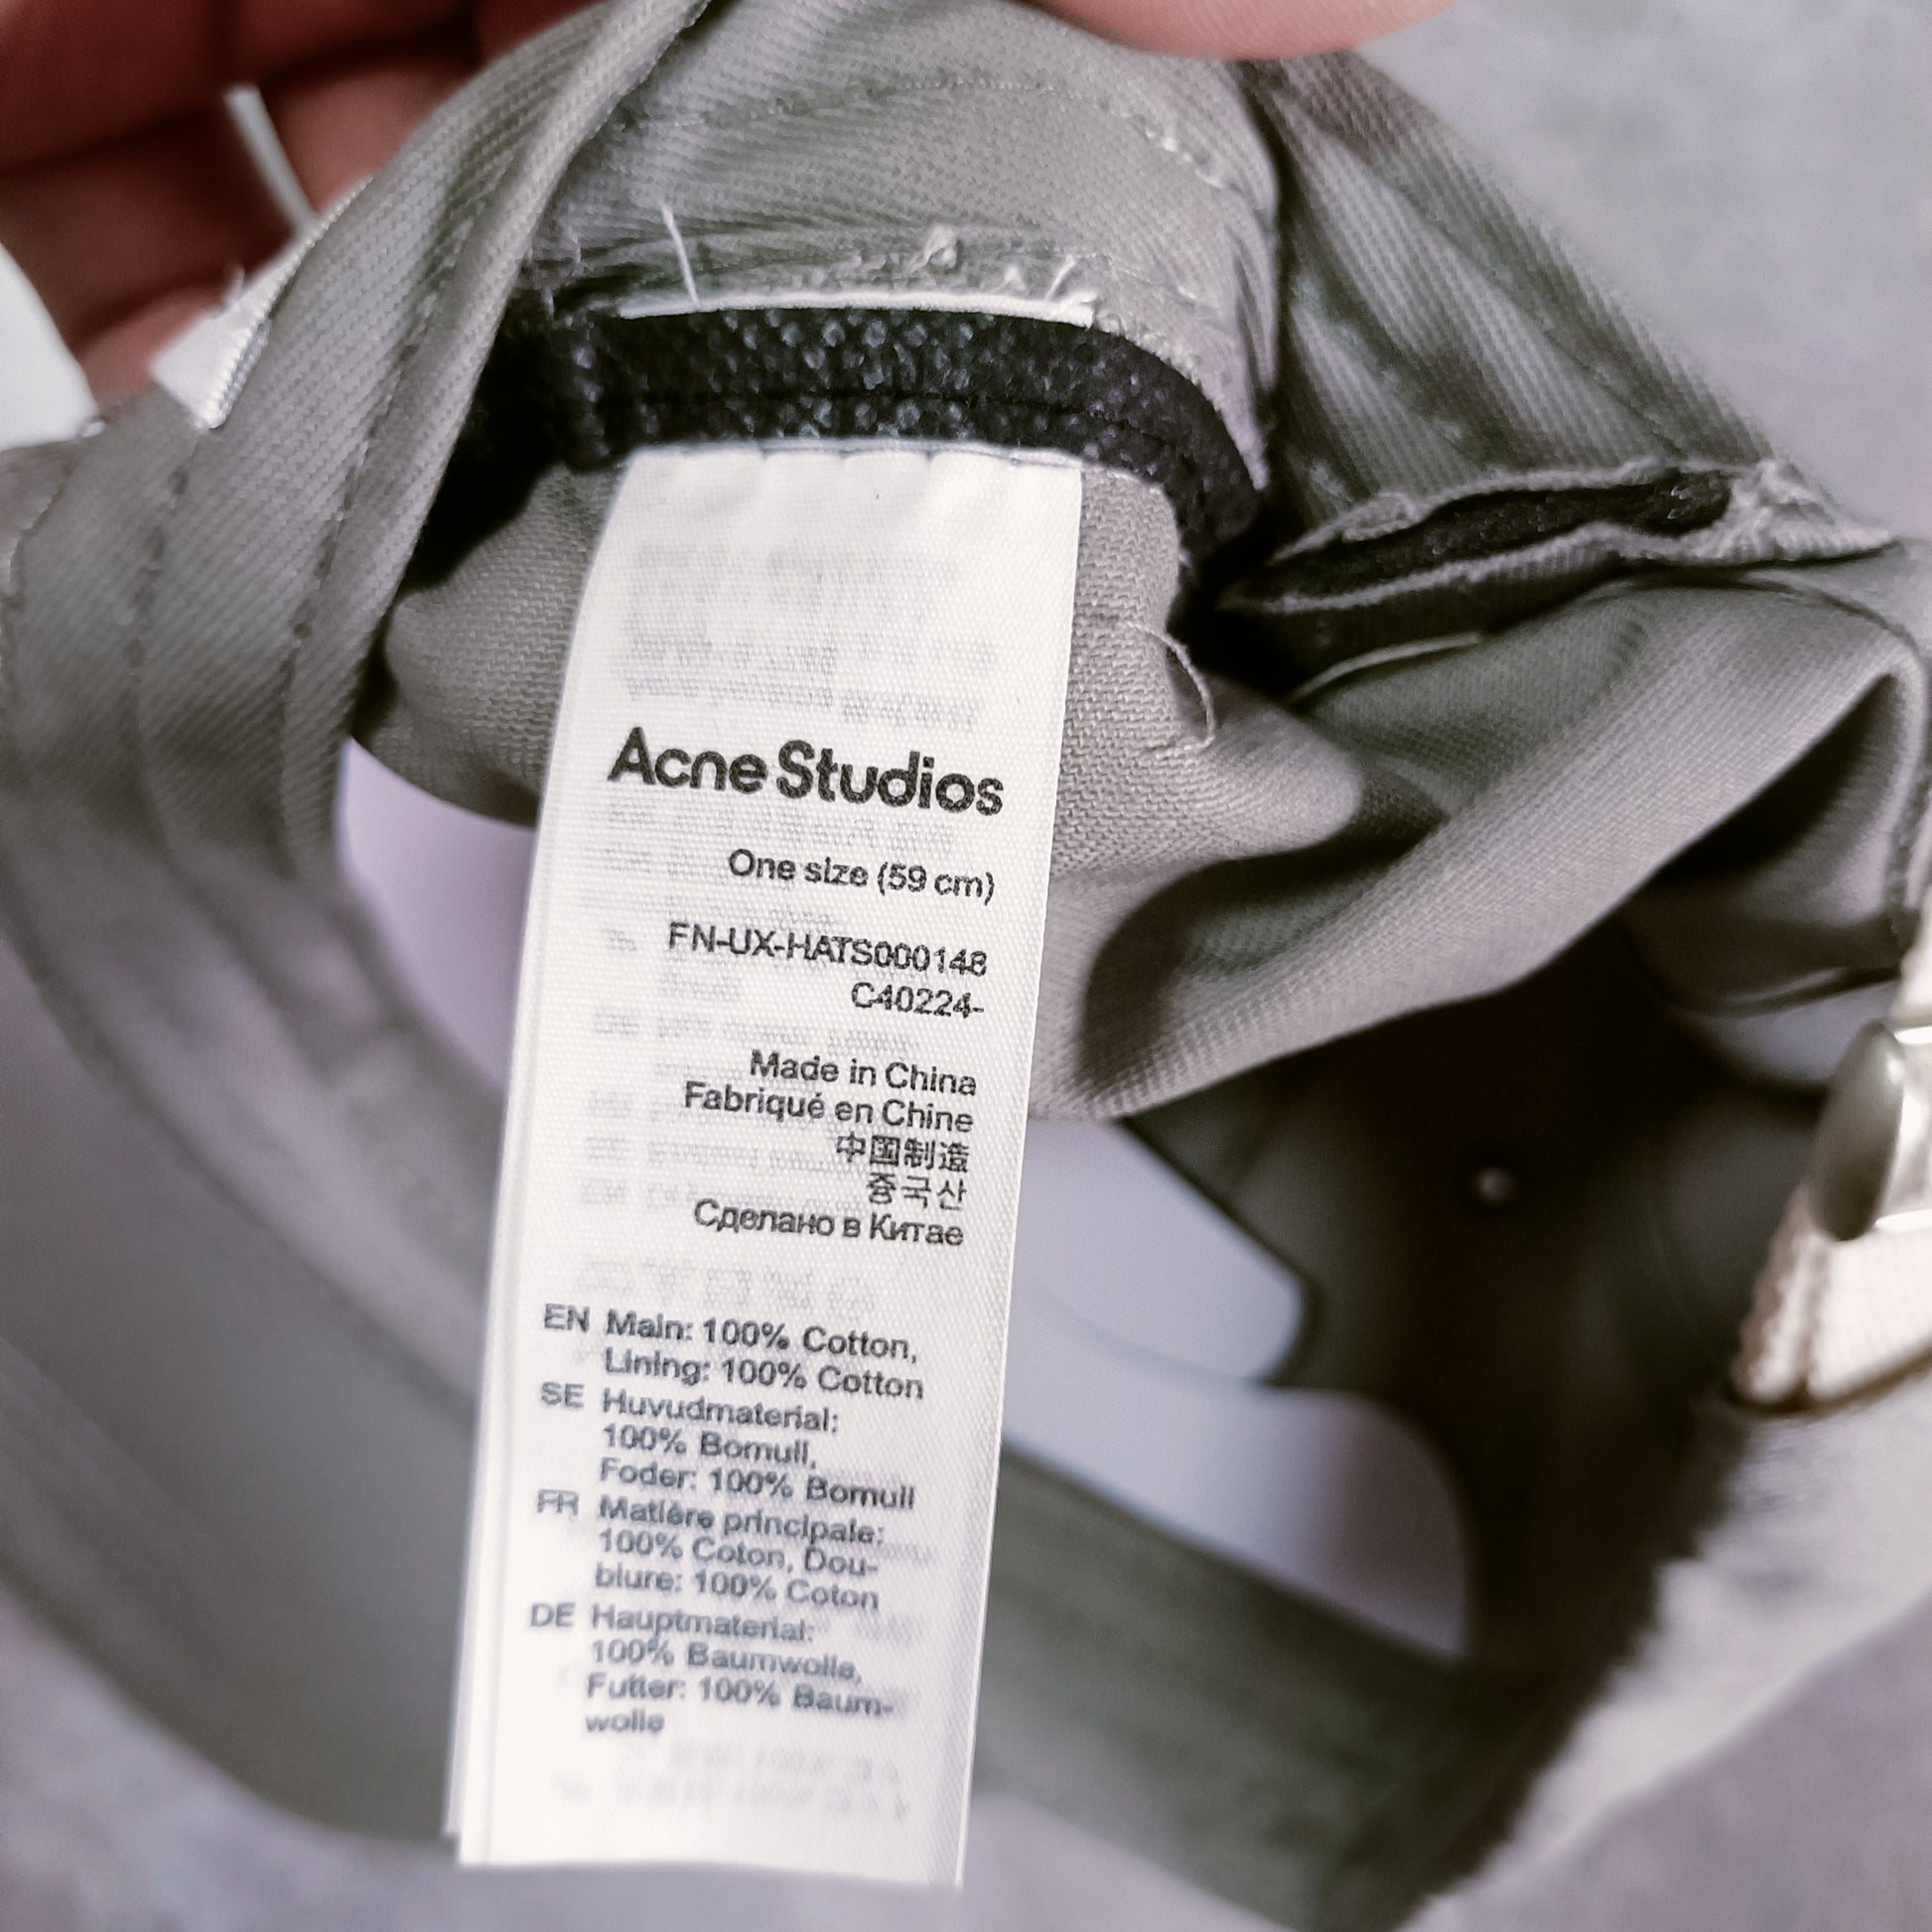 Acne Studios
One size (59 cm)
FN-UX-HATS000148
C40224-
Made in China
Fabriqué en Chine
中国制造
중국산
Сделано в Китае
EN Main: 100% Cotton,
Lining: 100% Cotton
SE Huvudmaterial:
100% Bomull,
Foder: 100% Bomull
FR Matière principale:
100% Coton, Dou-
blure: 100% Coton
DE Hauptmaterial:
100% Baumwolle,
Futter: 100% Baum-
wolle